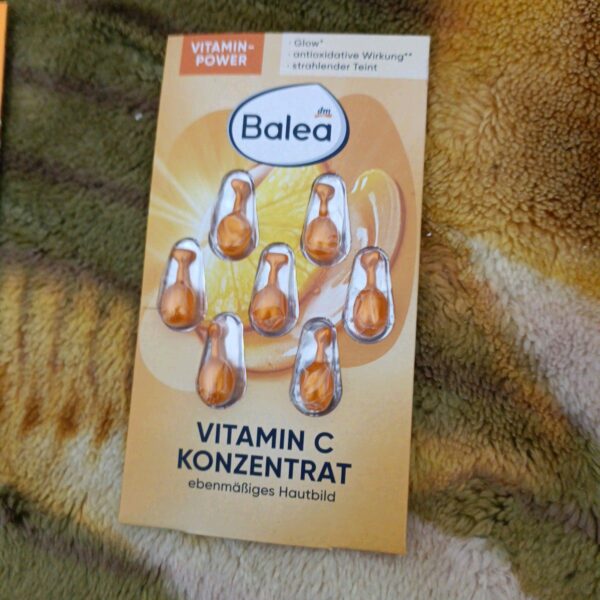 VITAMIN-
POWER
· Glow*
· antioxidative Wirkung**
· strahlender Teint
dm
Balea
VITAMIN C
KONZENTRAT
ebenmäßiges Hautbild